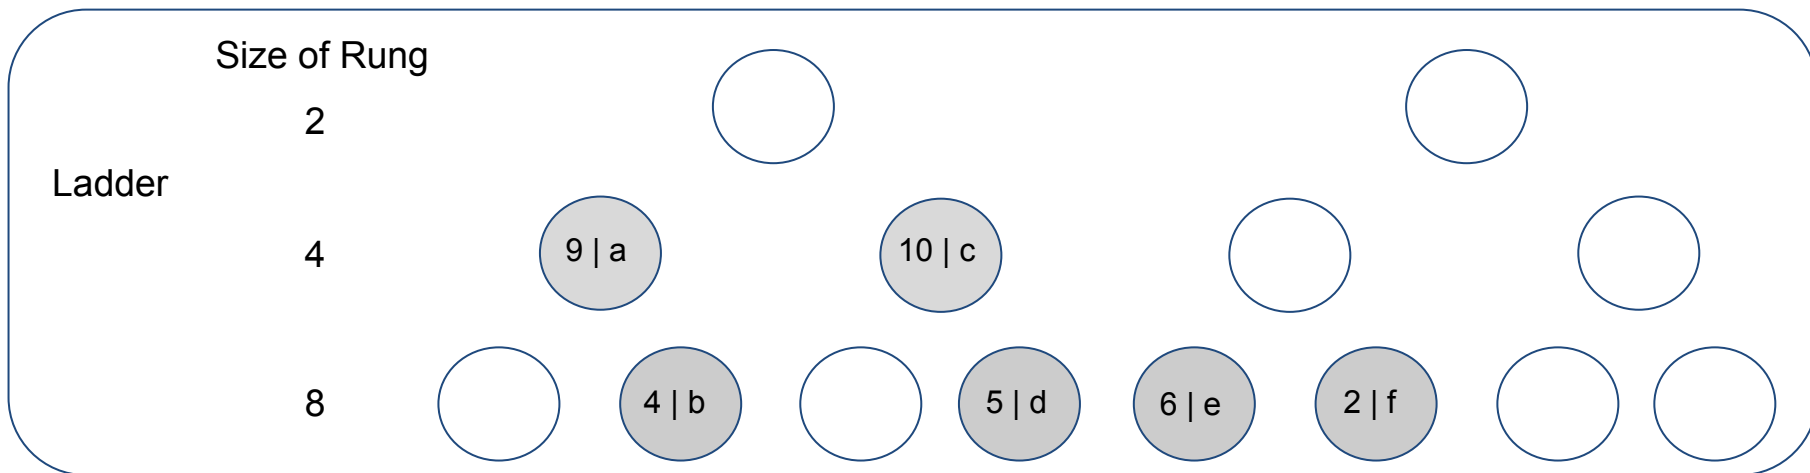 Size of Rung
2
Ladder
4
9 | a
10 | c
8
4 | b
5 | d
6 | e
2 | f